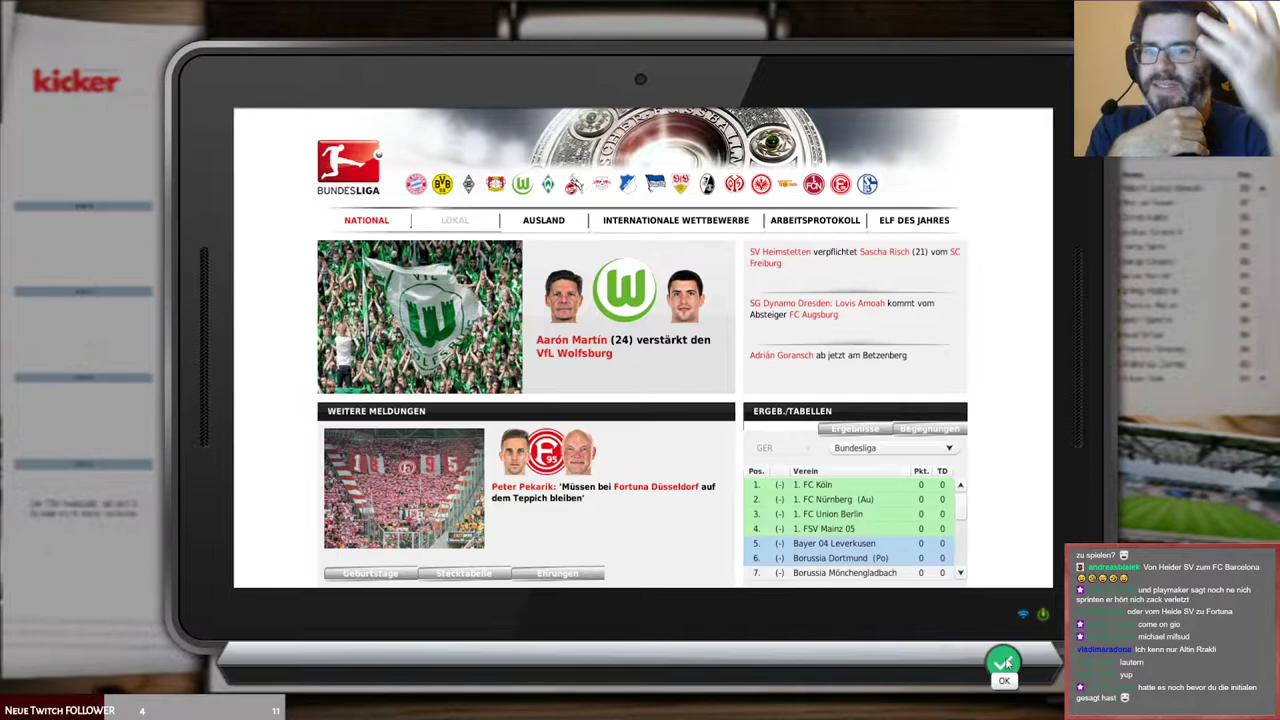 kicker
BUNDESLIGA
NATIONAL
LOKAL
AUSLAND
INTERNATIONALE WETTBEWERBE
ARBEITSPROTOKOLL
ELF DES JAHRES
Aarón Martín (24) verstärkt den
VfL Wolfsburg
SV Heimstetten verpflichtet Sascha Risch (21) vom SC
Freiburg
SG Dynamo Dresden: Lovis Amoah kommt vom
Absteiger FC Augsburg
Adrián Goransch ab jetzt am Betzenberg
WEITERE MELDUNGEN
Peter Pekarik: 'Müssen bei Fortuna Düsseldorf auf
dem Teppich bleiben'
Geburtstage
Stecktabelle
Ehrungen
ERGEB./TABELLEN
Ergebnisse
Begegnungen
GER
Bundesliga
Pos. Verein Pkt. TD
1. (-) 1. FC Köln 0 0
2. (-) 1. FC Nürnberg (Au) 0 0
3. (-) 1. FC Union Berlin 0 0
4. (-) 1. FSV Mainz 05 0 0
5. (-) Bayer 04 Leverkusen 0 0
6. (-) Borussia Dortmund (Po) 0 0
7. (-) Borussia Mönchengladbach 0 0
OK
zu spielen?
andreasbialek Von Heider SV zum FC Barcelona
und playmaker sagt noch ne nich
sprinten er hört nich zack verletzt
oder vom Heide SV zu Fortuna
come on gio
michael mifsud
vladimaradona Ich kenn nur Altin Rrakli
lautern
yup
hatte es noch bevor du die initialen
gesagt hast
NEUE TWITCH FOLLOWER
4
11